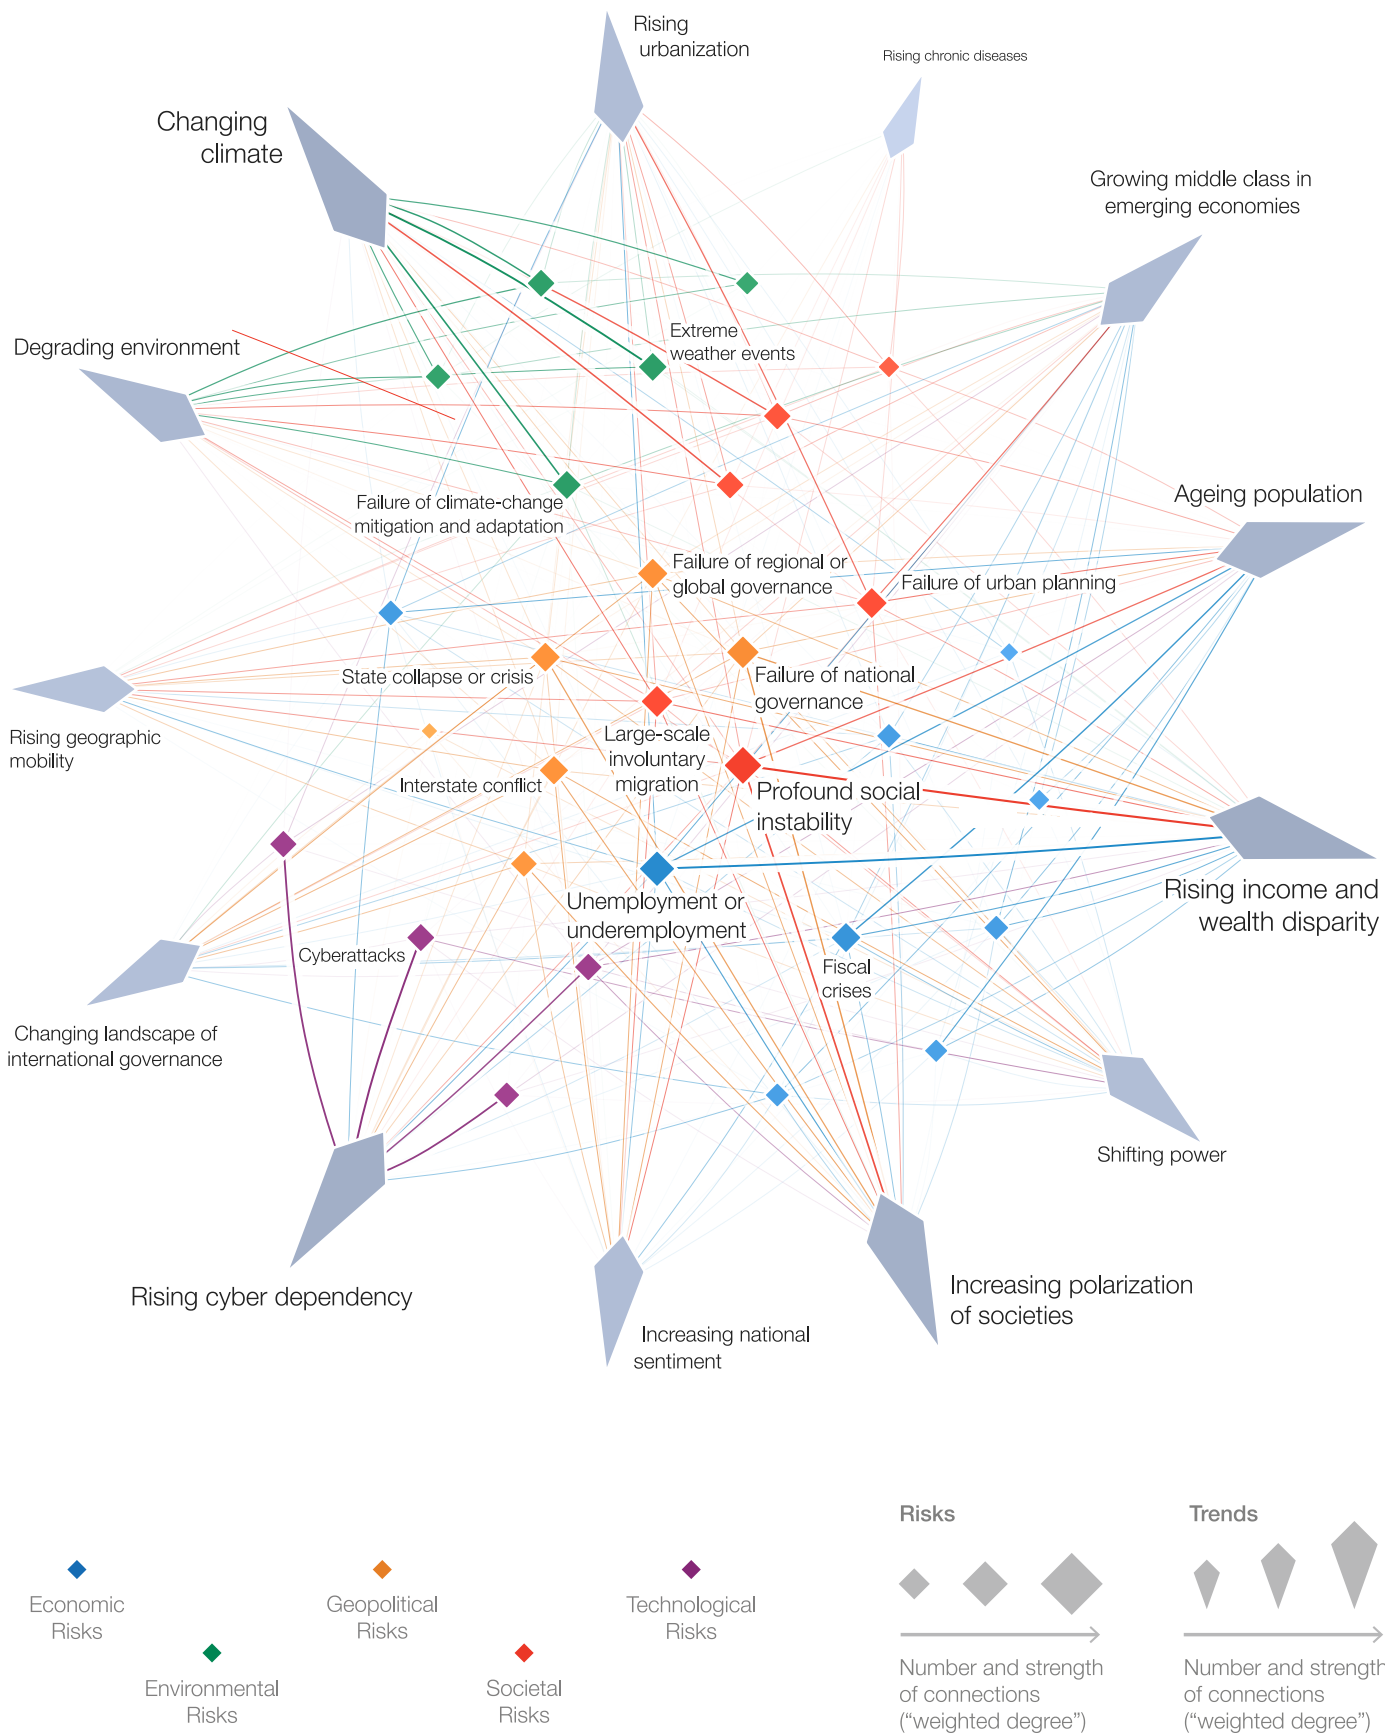 Rising
urbanization
Rising chronic diseases
Changing
climate
Growing middle class in
emerging economies
Extreme
weather events
Degrading environment
Ageing population
Failure of climate-change
mitigation and adaptation
Failure of regional or
global governance
Failure of urban planning
State collapse or crisis
Failure of national
governance
Rising geographic
mobility
Large-scale
involuntary
migration
Interstate conflict
Profound social
instability
Rising income and
wealth disparity
Unemployment or
underemployment
Cyberattacks
Fiscal
crises
Changing landscape of
international governance
Shifting power
Rising cyber dependency
Increasing polarization
of societies
Increasing national
sentiment
Risks
Trends
Economic
Risks
Geopolitical
Risks
Technological
Risks
Environmental
Risks
Societal
Risks
Number and strength
of connections
(“weighted degree”)
Number and strength
of connections
(“weighted degree”)